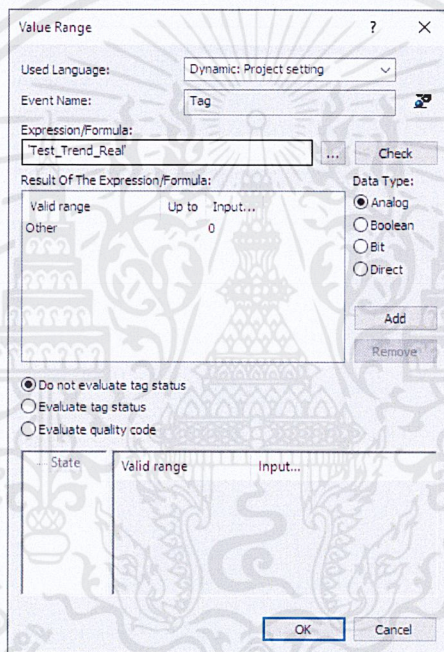 Value Range ? X
Used Language: Dynamic: Project setting
Event Name: Tag
Expression/Formula:
'Test_Trend_Real' ... Check
Result Of The Expression/Formula: Data Type:
Valid range Up to Input... Analog
Other 0 Boolean
Bit
Direct
Add
Remove
Do not evaluate tag status
Evaluate tag status
Evaluate quality code
State Valid range Input...
OK Cancel